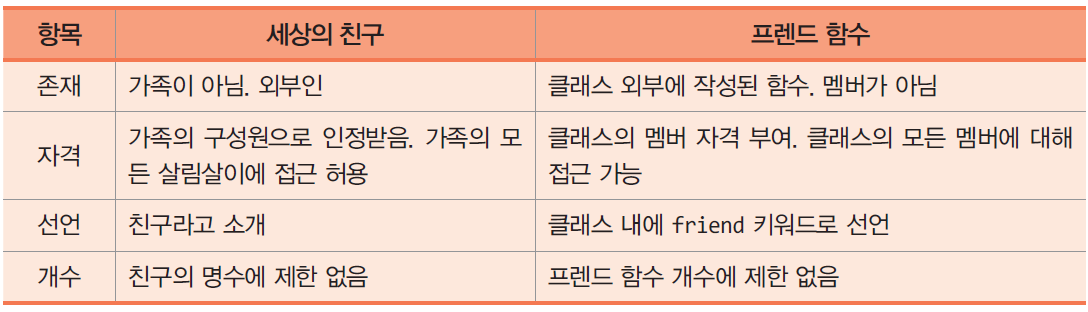 항목 세상의 친구 프렌드 함수
존재 가족이 아님. 외부인 클래스 외부에 작성된 함수. 멤버가 아님
자격 가족의 구성원으로 인정받음. 가족의 모든 살림살이에 접근 허용 클래스의 멤버 자격 부여. 클래스의 모든 멤버에 대해 접근 가능
선언 친구라고 소개 클래스 내에 friend 키워드로 선언
개수 친구의 명수에 제한 없음 프렌드 함수 개수에 제한 없음